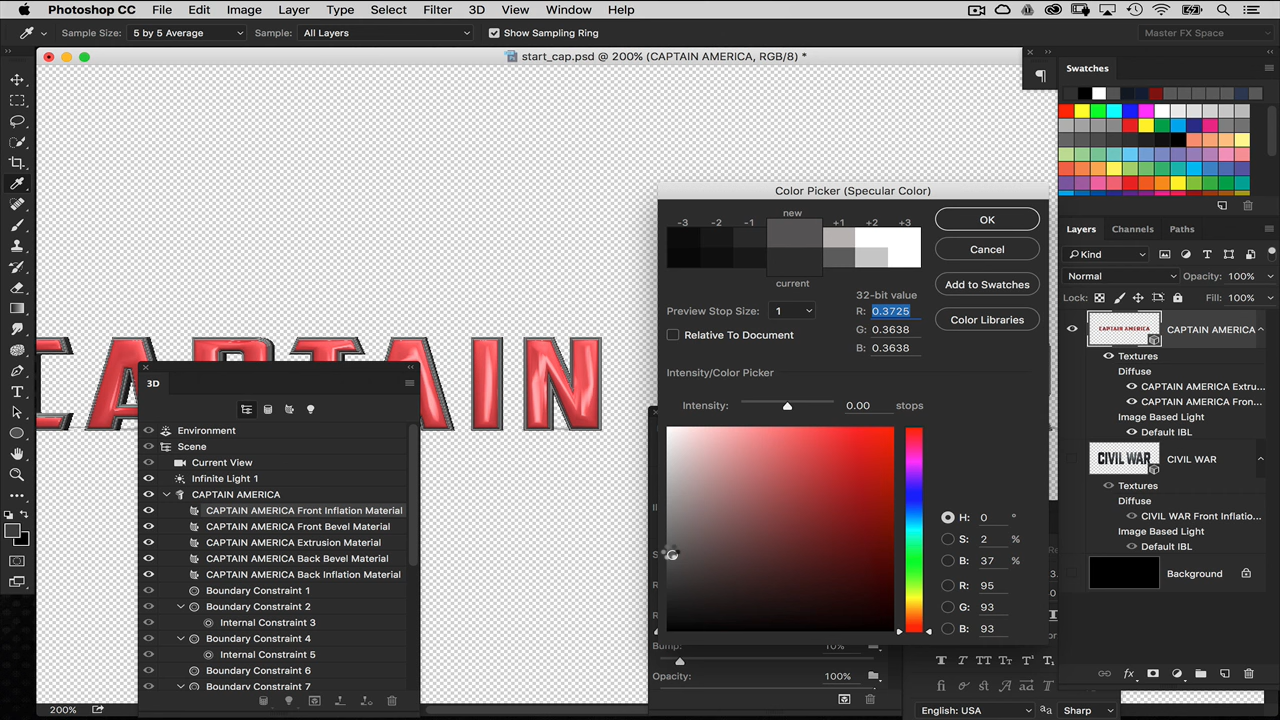 Photoshop CC File Edit Image Layer Type Select Filter 3D View Window Help
Sample Size: 5 by 5 Average Sample: All Layers Show Sampling Ring Master FX Space
start_cap.psd @ 200% (CAPTAIN AMERICA, RGB/8) *
Swatches
Color Picker (Specular Color)
new
-3 -2 -1 +1 +2 +3
current
OK
Cancel
Add to Swatches
Color Libraries
32-bit value
Preview Stop Size: 1
R: 0.3725
Relative To Document
G: 0.3638
B: 0.3638
Intensity/Color Picker
Intensity: 0.00 stops
H: 0 °
S: 2 %
B: 37 %
R: 95
G: 93
B: 93
Layers Channels Paths
Kind
Normal Opacity: 100%
Lock: Fill: 100%
CAPTAIN AMERICA
CAPTAIN AMERICA
Textures
Diffuse
CAPTAIN AMERICA Extru...
CAPTAIN AMERICA Fron...
Image Based Light
Default IBL
CIVIL WAR
CIVIL WAR
Textures
Diffuse
CIVIL WAR Front Inflatio...
Image Based Light
Default IBL
Background
CAPTAIN
3D
Environment
Scene
Current View
Infinite Light 1
CAPTAIN AMERICA
CAPTAIN AMERICA Front Inflation Material
CAPTAIN AMERICA Front Bevel Material
CAPTAIN AMERICA Extrusion Material
CAPTAIN AMERICA Back Bevel Material
CAPTAIN AMERICA Back Inflation Material
Boundary Constraint 1
Boundary Constraint 2
Internal Constraint 3
Boundary Constraint 4
Internal Constraint 5
Boundary Constraint 6
Boundary Constraint 7
Bump: 10%
Opacity: 100%
T T TT Tt T¹ T₁
fi st A aa T 1st
200%
English: USA aa Sharp
fx